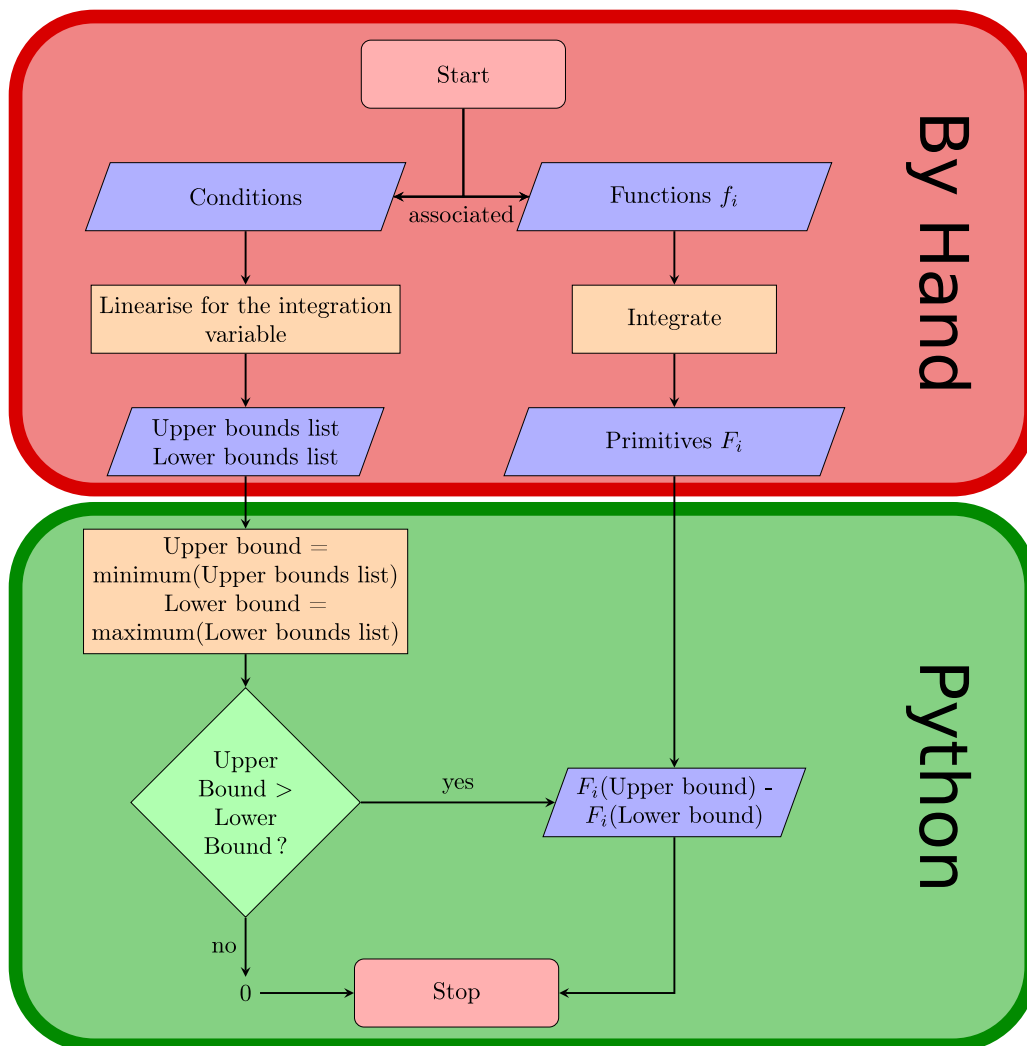 Start
Conditions
associated
Functions $f_i$
Linearise for the integration
variable
Integrate
Upper bounds list
Lower bounds list
Primitives $F_i$
By Hand
Upper bound =
minimum(Upper bounds list)
Lower bound =
maximum(Lower bounds list)
Upper
Bound >
Lower
Bound ?
yes
$F_i$(Upper bound) -
$F_i$(Lower bound)
no
0
Stop
Python